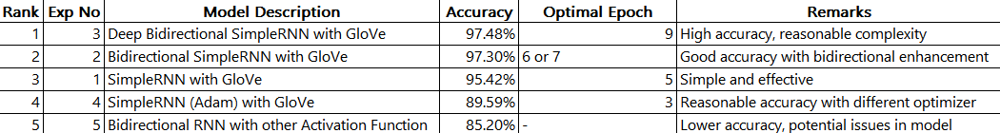 Rank Exp No Model Description Accuracy Optimal Epoch Remarks
1 3 Deep Bidirectional SimpleRNN with GloVe 97.48% 9 High accuracy, reasonable complexity
2 2 Bidirectional SimpleRNN with GloVe 97.30% 6 or 7 Good accuracy with bidirectional enhancement
3 1 SimpleRNN with GloVe 95.42% 5 Simple and effective
4 4 SimpleRNN (Adam) with GloVe 89.59% 3 Reasonable accuracy with different optimizer
5 5 Bidirectional RNN with other Activation Function 85.20% - Lower accuracy, potential issues in model